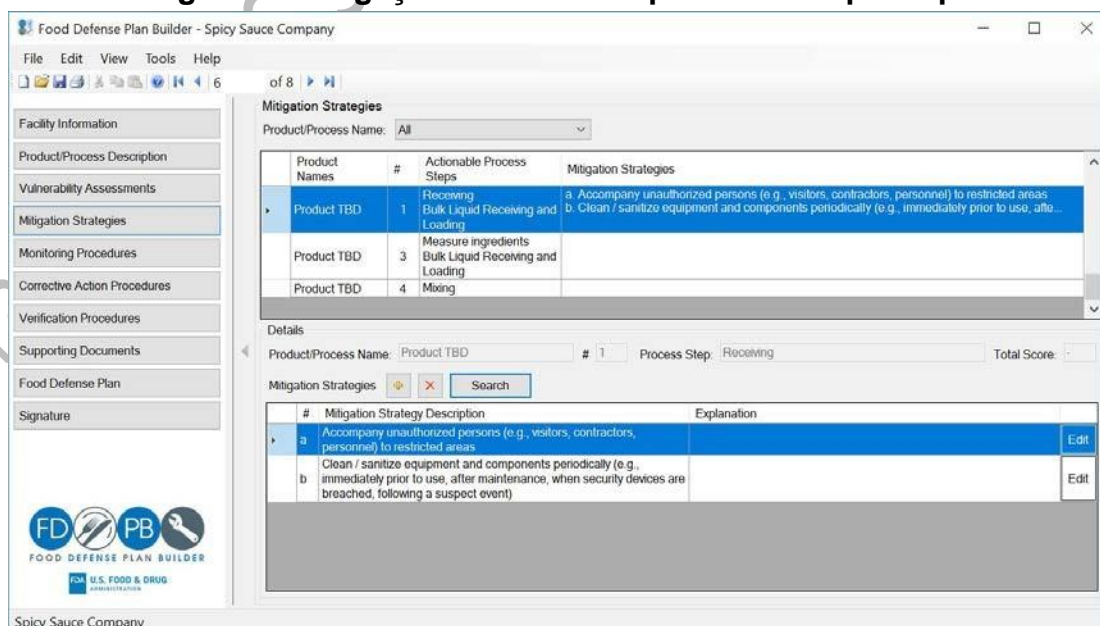 Food Defense Plan Builder - Spicy Sauce Company
File Edit View Tools Help
6 of 8
Facility Information
Product/Process Description
Vulnerability Assessments
Mitigation Strategies
Monitoring Procedures
Corrective Action Procedures
Verification Procedures
Supporting Documents
Food Defense Plan
Signature
Mitigation Strategies
Product/Process Name: All
Product Names # Actionable Process Steps Mitigation Strategies
Product TBD 1 Receiving
Bulk Liquid Receiving and
Loading
a. Accompany unauthorized persons (e.g., visitors, contractors, personnel) to restricted areas
b. Clean / sanitize equipment and components periodically (e.g., immediately prior to use, afte...
Product TBD 3 Measure ingredients
Bulk Liquid Receiving and
Loading
Product TBD 4 Mixing
Details
Product/Process Name: Product TBD # 1 Process Step: Receiving Total Score: -
Mitigation Strategies Search
# Mitigation Strategy Description Explanation
a Accompany unauthorized persons (e.g., visitors, contractors,
personnel) to restricted areas Edit
b Clean / sanitize equipment and components periodically (e.g.,
immediately prior to use, after maintenance, when security devices are
breached, following a suspect event) Edit
FD PB
FOOD DEFENSE PLAN BUILDER
FDA U.S. FOOD & DRUG
ADMINISTRATION
Spicy Sauce Company